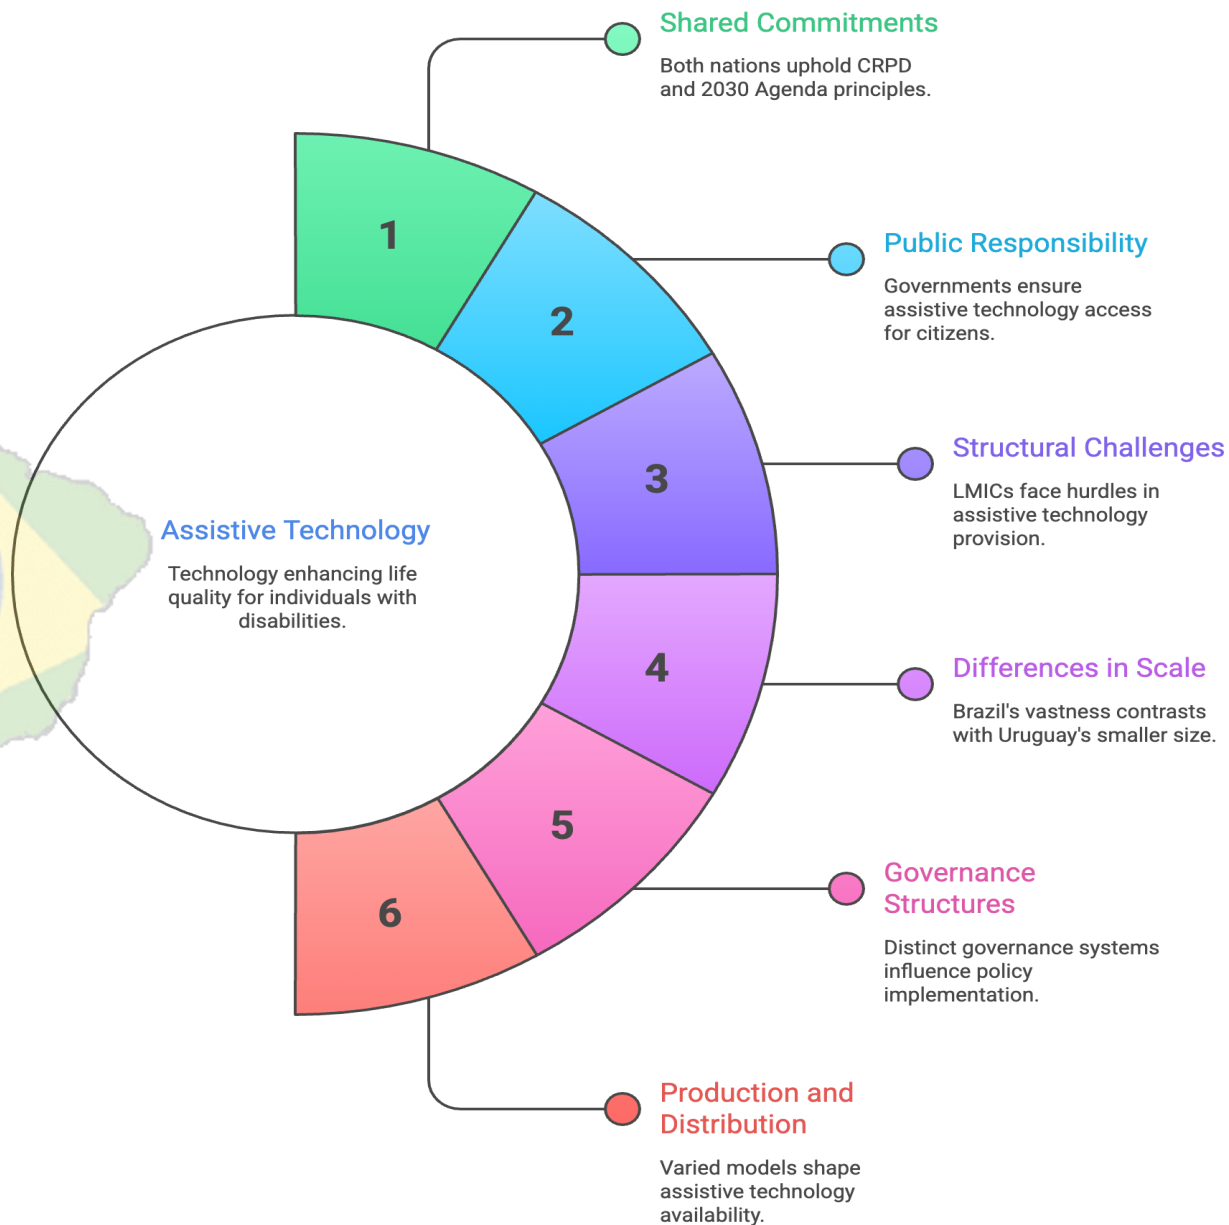 Shared Commitments
Both nations uphold CRPD
and 2030 Agenda principles.
1
Public Responsibility
Governments ensure
assistive technology access
for citizens.
2
Structural Challenges
LMICs face hurdles in
assistive technology
provision.
3
Assistive Technology
Technology enhancing life
quality for individuals with
disabilities.
4
Differences in Scale
Brazil's vastness contrasts
with Uruguay's smaller size.
5
Governance
Structures
Distinct governance systems
influence policy
implementation.
6
Production and
Distribution
Varied models shape
assistive technology
availability.